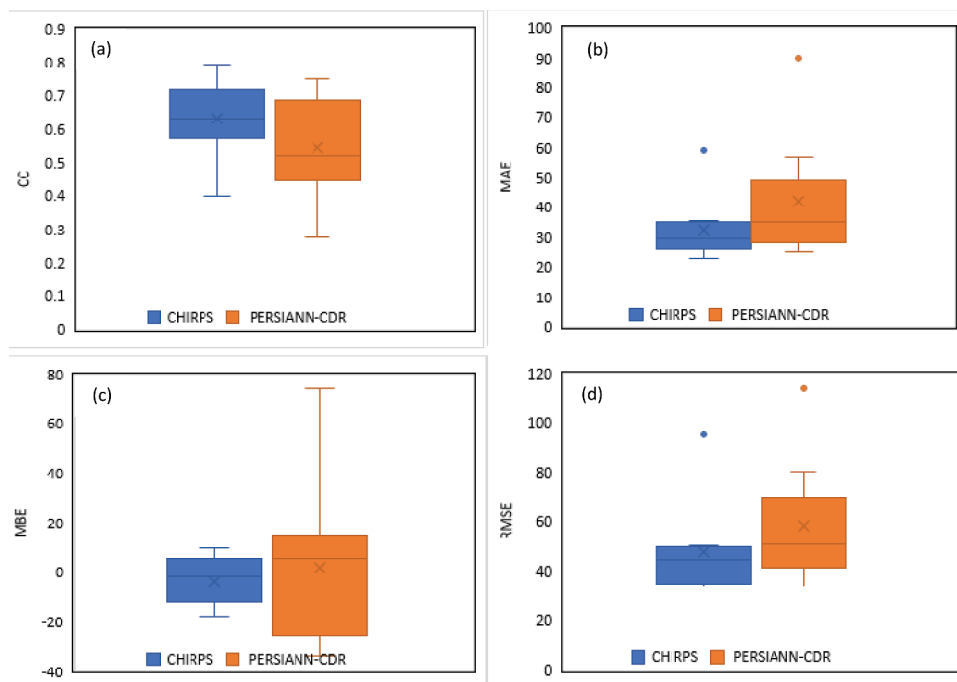 (a)
0.9
0.8
0.7
0.6
0.5
0.4
0.3
0.2
0.1
0
CC
CHIRPS PERSIANN-CDR
(b)
100
90
80
70
60
50
40
30
20
10
0
MAE
CHIRPS PERSIANN-CDR
(c)
80
60
40
20
0
-20
-40
MBE
CHIRPS PERSIANN-CDR
(d)
120
100
80
60
40
20
0
RMSE
CHIRPS PERSIANN-CDR